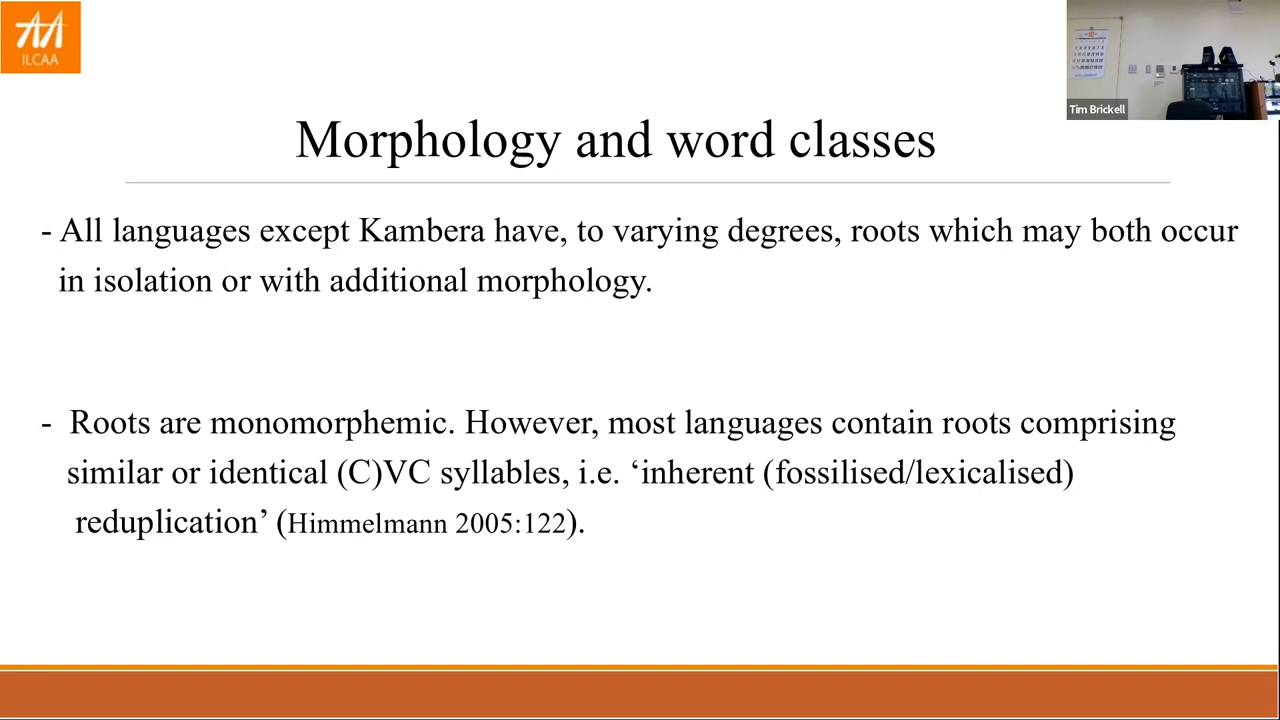 ILCAA
Tim Brickell
Morphology and word classes
- All languages except Kambera have, to varying degrees, roots which may both occur
in isolation or with additional morphology.
- Roots are monomorphemic. However, most languages contain roots comprising
similar or identical (C)VC syllables, i.e. ‘inherent (fossilised/lexicalised)
reduplication’ (Himmelmann 2005:122).